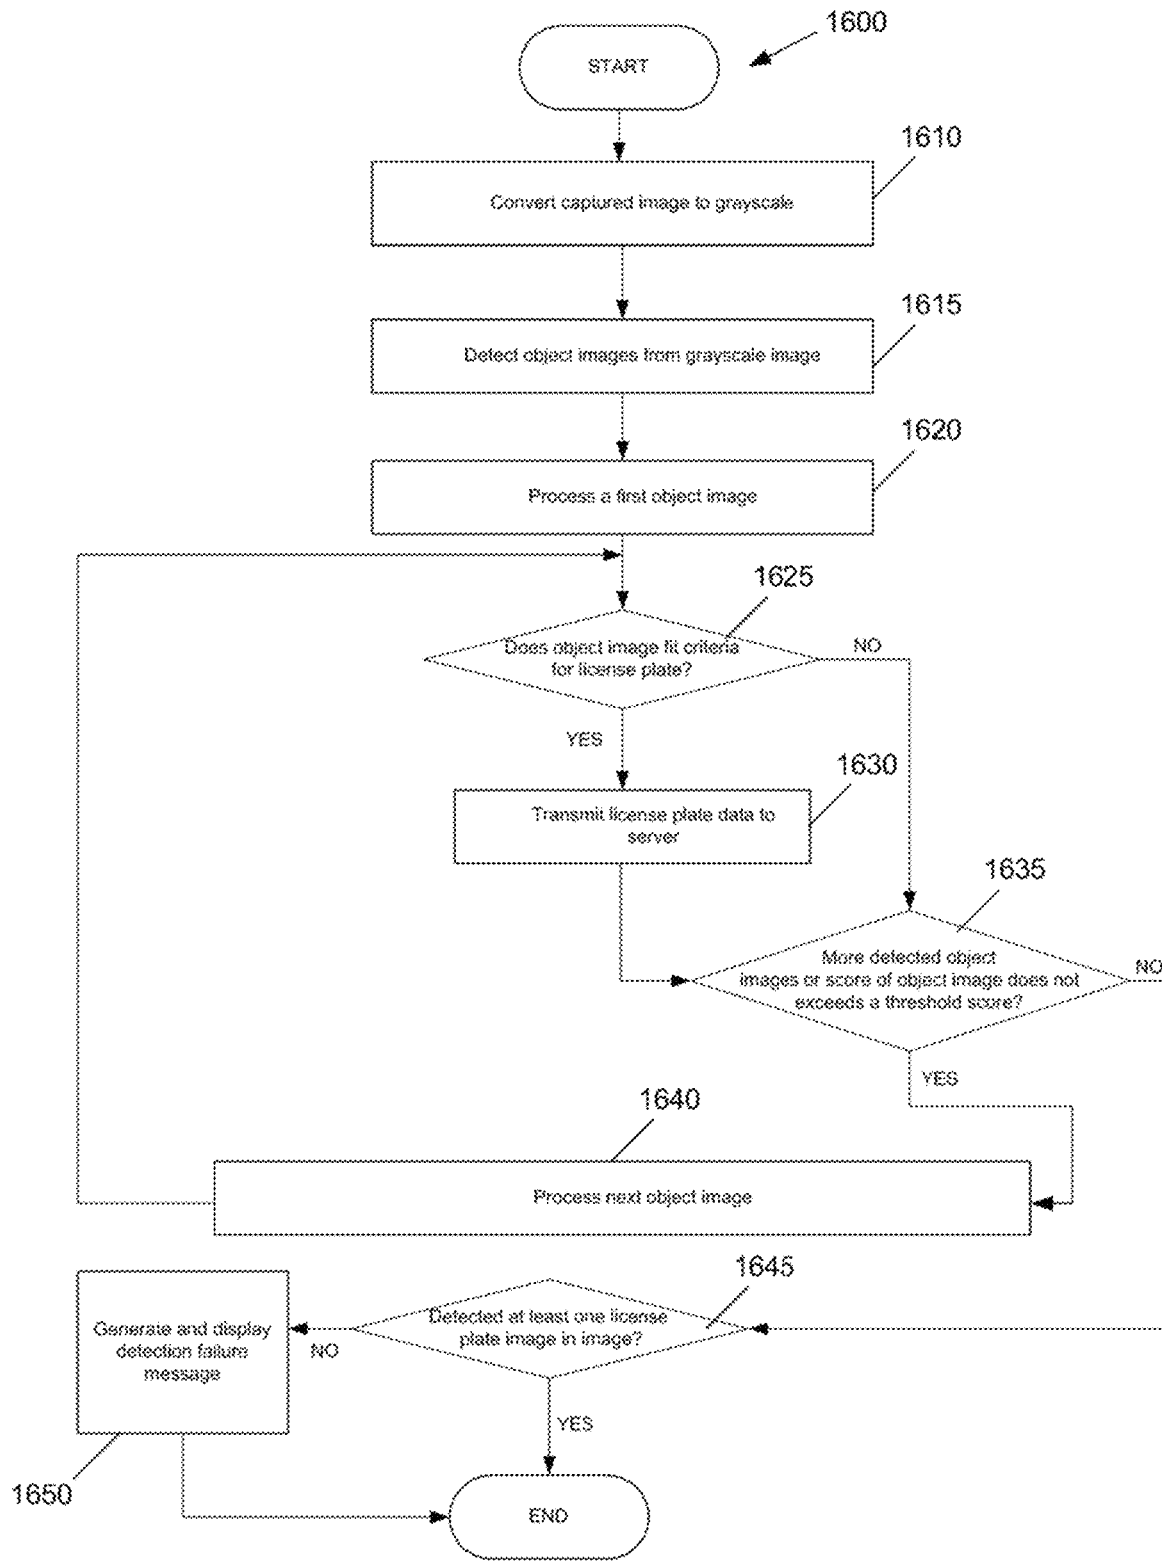 1600
START
1610
Convert captured image to grayscale
1615
Detect object images from grayscale image
1620
Process a first object image
1625
Does object image fit criteria
for license plate?
NO
YES
1630
Transmit license plate data to
server
1635
More detected object
images or score of object image does not
exceeds a threshold score?
NO
YES
1640
Process next object image
1645
Detected at least one license
plate image in image?
NO
Generate and display
detection failure
message
YES
1650
END